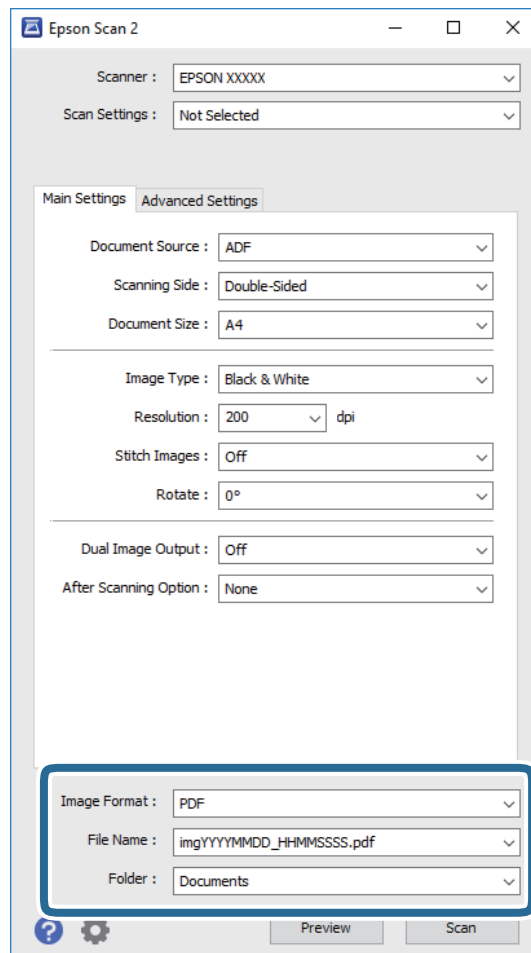 Epson Scan 2
Scanner : EPSON XXXXX
Scan Settings : Not Selected
Main Settings Advanced Settings
Document Source : ADF
Scanning Side : Double-Sided
Document Size : A4
Image Type : Black & White
Resolution : 200 dpi
Stitch Images : Off
Rotate : 0°
Dual Image Output : Off
After Scanning Option : None
Image Format : PDF
File Name : imgYYYYMMDD_HHMMSSSS.pdf
Folder : Documents
? Preview Scan